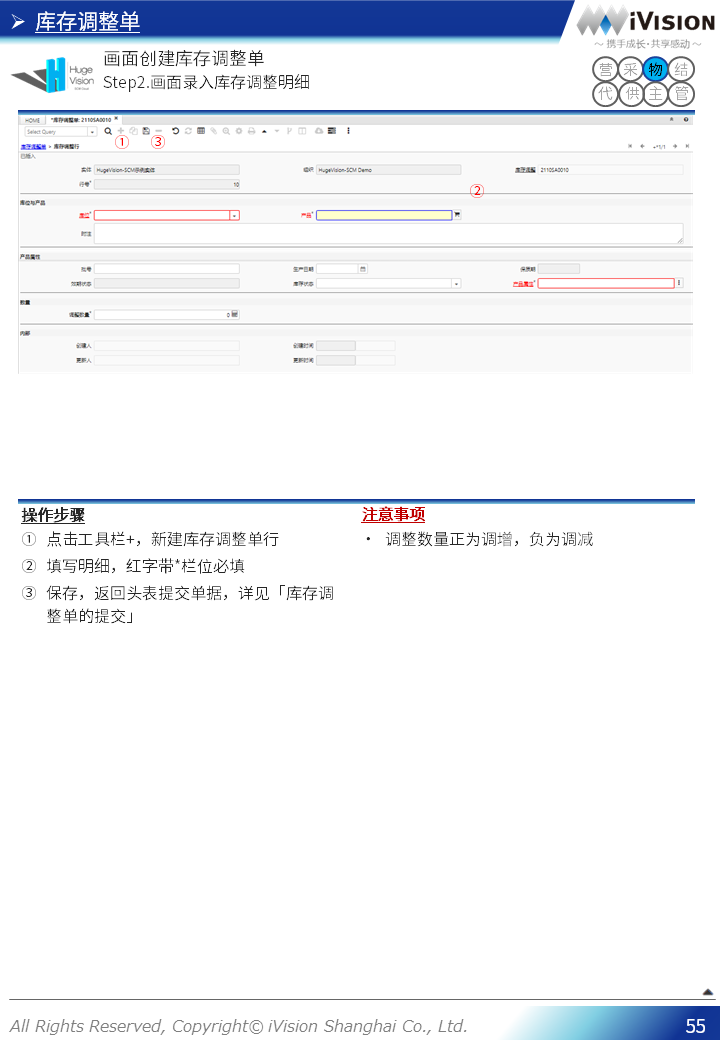 ➤ 库存调整单
iVISION
～ 携手成长·共享感动 ～
Huge
Vision
画面创建库存调整单
Step2.画面录入库存调整明细
营 采 物 结
代 供 主 管
HOME *库存调整单: 2110SA0010 ×
Select Query
① ③
库存调整单 > 库存调整行
+*1/1
已插入
实体 HugeVision-SCM示例实体 组织 HugeVision-SCM Demo 库存调整 2110SA0010
行号* 10
②
库位与产品
库位* 产品*
附注
产品属性
批号 生产日期 保质期
效期状态 库存状态 产品属性*
数量
调整数量* 0
内部
创建人 创建时间
更新人 更新时间
操作步骤
① 点击工具栏+，新建库存调整单行
② 填写明细，红字带*栏位必填
③ 保存，返回头表提交单据，详见「库存调
整单的提交」
注意事项
• 调整数量正为调增，负为调减
All Rights Reserved, Copyright© iVision Shanghai Co., Ltd.
55